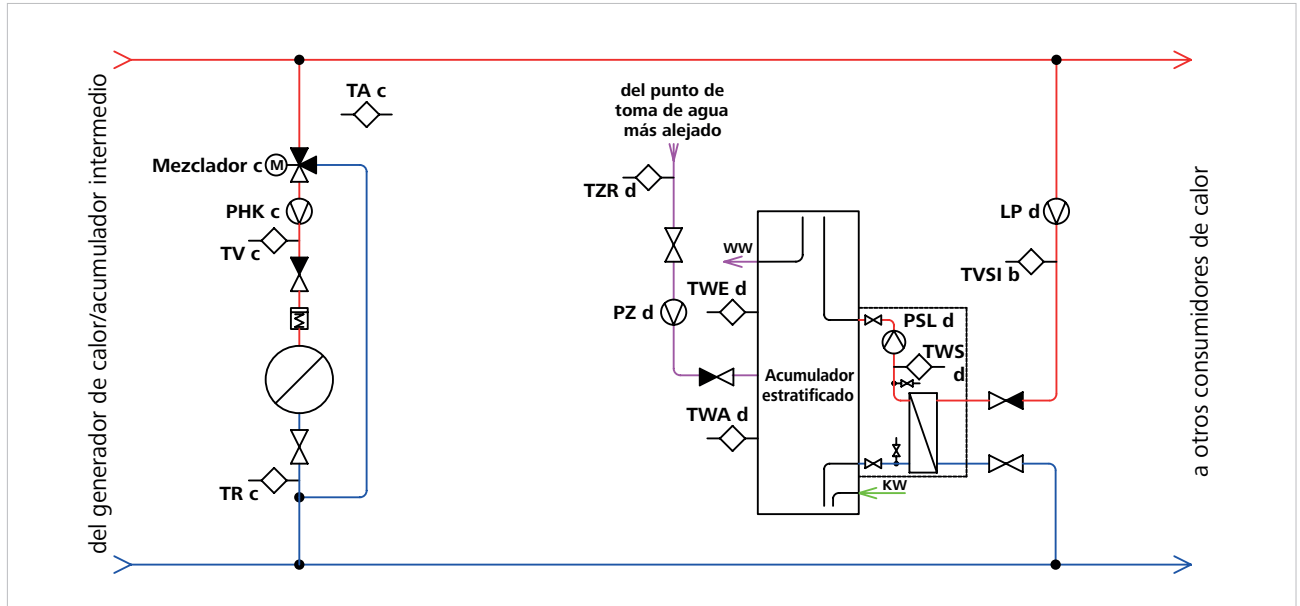 del generador de calor/acumulador intermedio
TA c
Mezclador c
M
PHK c
TV c
TR c
del punto de
toma de agua
más alejado
TZR d
WW
TWE d
PZ d
Acumulador
estratificado
TWA d
PSL d
TWS
d
KW
LP d
TVSI b
a otros consumidores de calor